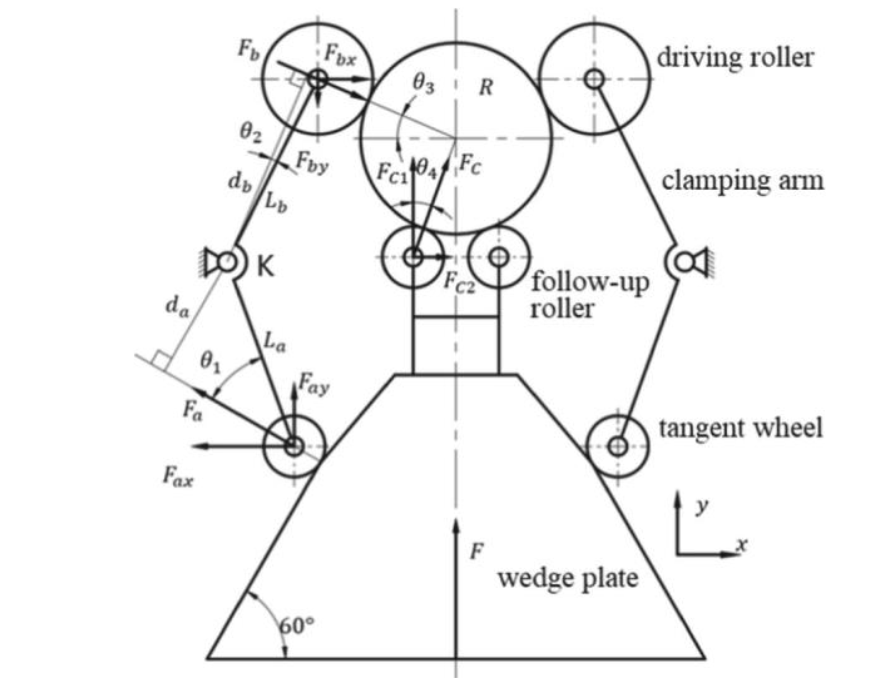 F_b
F_bx
θ_3
R
driving roller
θ_2
F_by
F_C1
θ_4
F_C
clamping arm
d_b
L_b
K
F_C2
follow-up
roller
d_a
θ_1
L_a
F_a
F_ay
tangent wheel
F_ax
y
x
F
wedge plate
60°